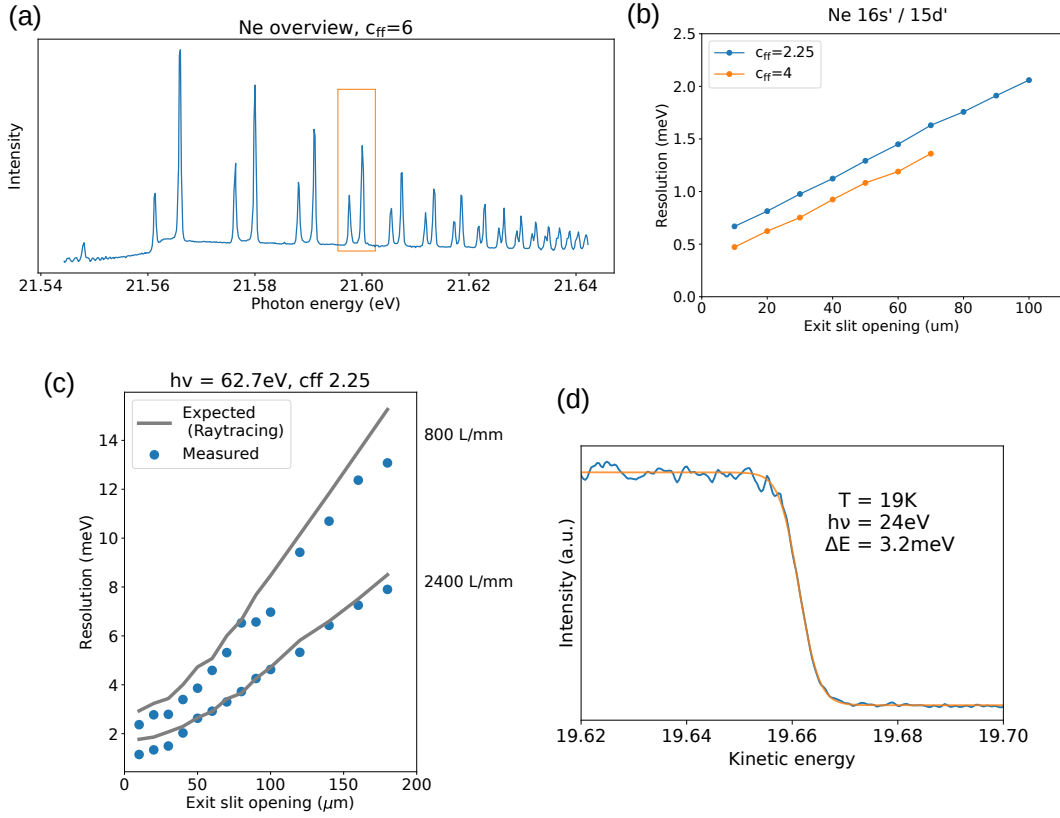 (a)
Ne overview, cff=6
Intensity
21.54 21.56 21.58 21.60 21.62 21.64
Photon energy (eV)
(b)
Ne 16s' / 15d'
cff=2.25
cff=4
Resolution (meV)
2.5
2.0
1.5
1.0
0.5
0.0
0 20 40 60 80 100
Exit slit opening (um)
(c)
hν = 62.7eV, cff 2.25
Expected
(Raytracing)
Measured
800 L/mm
2400 L/mm
Resolution (meV)
14
12
10
8
6
4
2
0 50 100 150 200
Exit slit opening (μm)
(d)
T = 19K
hν = 24eV
ΔE = 3.2meV
Intensity (a.u.)
19.62 19.64 19.66 19.68 19.70
Kinetic energy